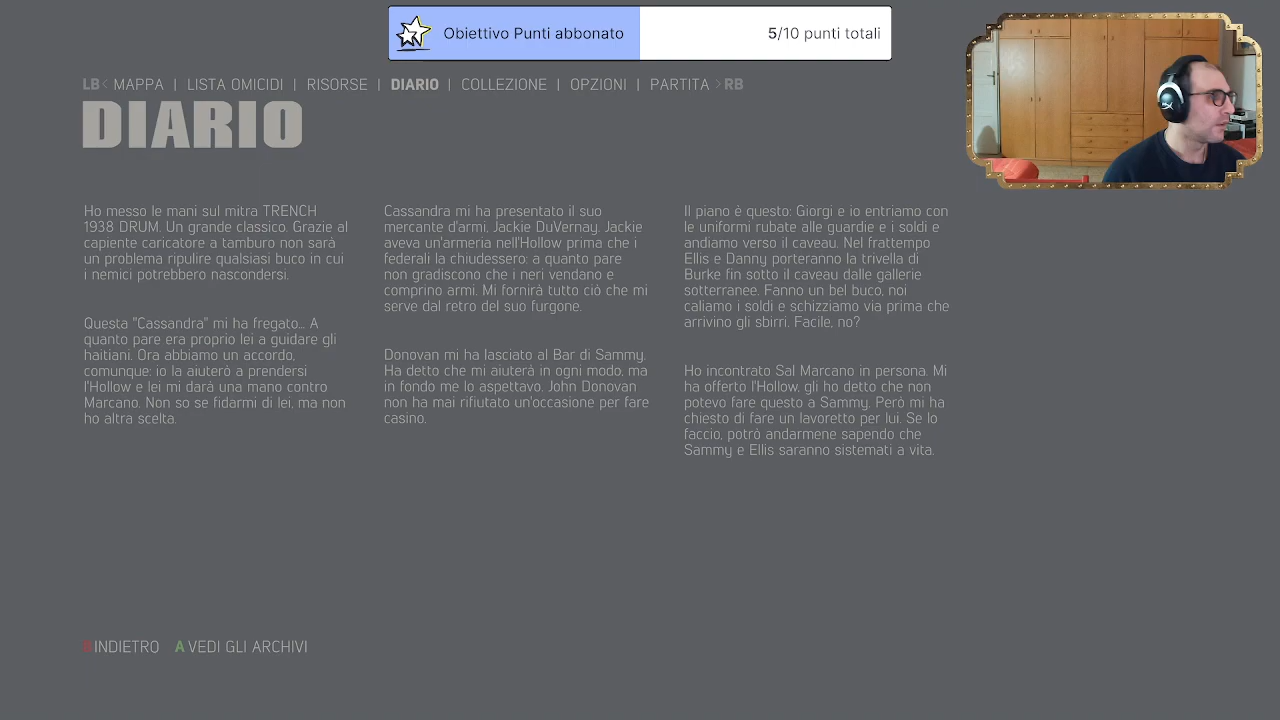 Obiettivo Punti abbonato 5/10 punti totali
LB< MAPPA | LISTA OMICIDI | RISORSE | DIARIO | COLLEZIONE | OPZIONI | PARTITA >RB
DIARIO
Ho messo le mani sul mitra TRENCH
1938 DRUM. Un grande classico. Grazie al
capiente caricatore a tamburo non sarà
un problema ripulire qualsiasi buco in cui
i nemici potrebbero nascondersi.
Questa "Cassandra" mi ha fregato... A
quanto pare era proprio lei a guidare gli
haitiani. Ora abbiamo un accordo,
comunque: io la aiuterò a prendersi
l'Hollow e lei mi darà una mano contro
Marcano. Non so se fidarmi di lei, ma non
ho altra scelta.
Cassandra mi ha presentato il suo
mercante d'armi, Jackie DuVernay. Jackie
aveva un'armeria nell'Hollow prima che i
federali la chiudessero: a quanto pare
non gradiscono che i neri vendano e
comprino armi. Mi fornirà tutto ciò che mi
serve dal retro del suo furgone.
Donovan mi ha lasciato al Bar di Sammy.
Ha detto che mi aiuterà in ogni modo, ma
in fondo me lo aspettavo. John Donovan
non ha mai rifiutato un'occasione per fare
casino.
Il piano è questo: Giorgi e io entriamo con
le uniformi rubate alle guardie e i soldi e
andiamo verso il caveau. Nel frattempo
Ellis e Danny porteranno la trivella di
Burke fin sotto il caveau dalle gallerie
sotterranee. Fanno un bel buco, noi
caliamo i soldi e schizziamo via prima che
arrivino gli sbirri. Facile, no?
Ho incontrato Sal Marcano in persona. Mi
ha offerto l'Hollow, gli ho detto che non
potevo fare questo a Sammy. Però mi ha
chiesto di fare un lavoretto per lui. Se lo
faccio, potrò andarmene sapendo che
Sammy e Ellis saranno sistemati a vita.
B INDIETRO A VEDI GLI ARCHIVI